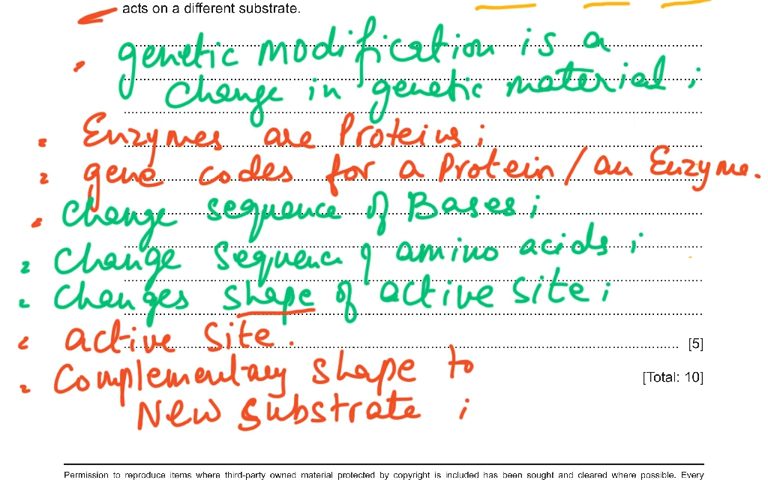 acts on a different substrate.
genetic modification is a
change in genetic material ;
Enzymes are Proteins ;
gene codes for a Protein / an Enzyme.
change sequence of Bases ;
Change Sequence of amino acids ;
Changes shape of active site ;
active Site.
[5]
Complementary shape to
[Total: 10]
New Substrate ;
Permission to reproduce items where third-party owned material protected by copyright is included has been sought and cleared where possible. Every